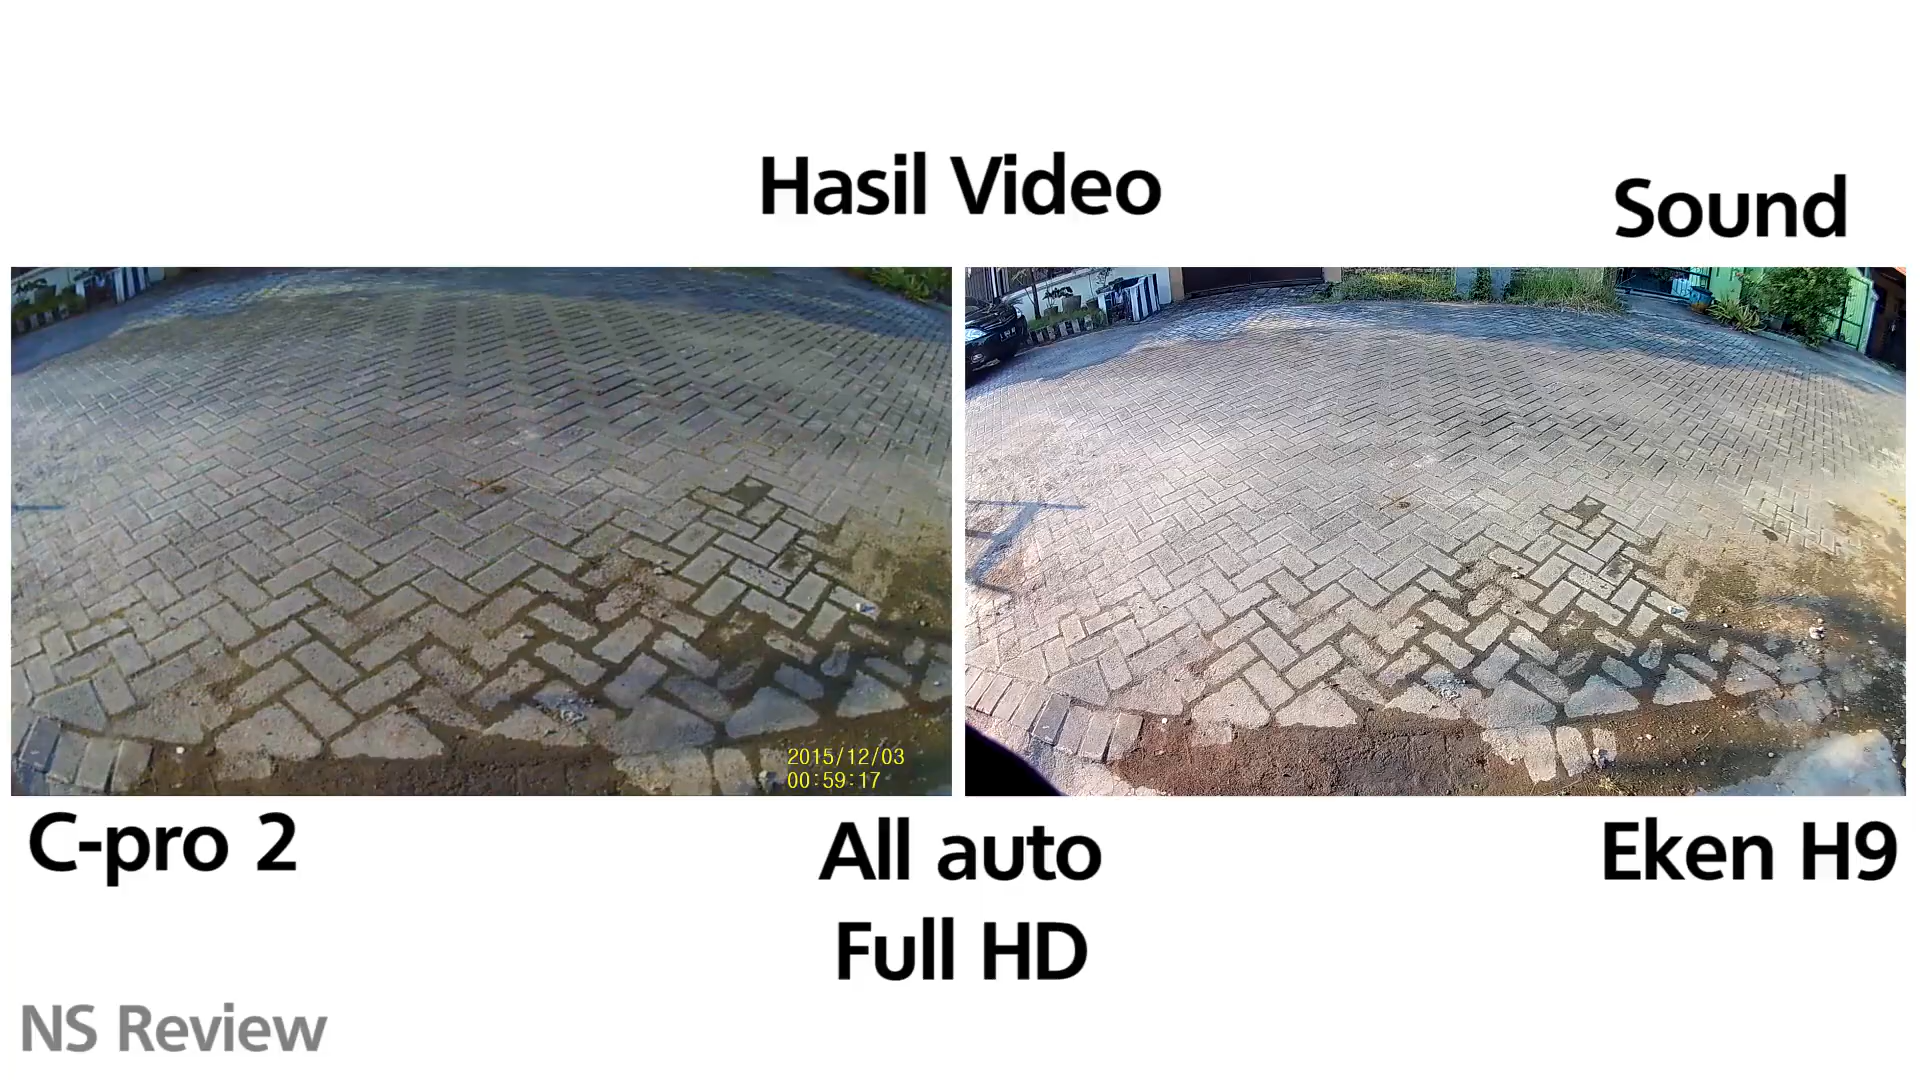 Hasil Video
Sound
2015/12/03
00:59:17
C-pro 2
All auto
Full HD
Eken H9
NS Review